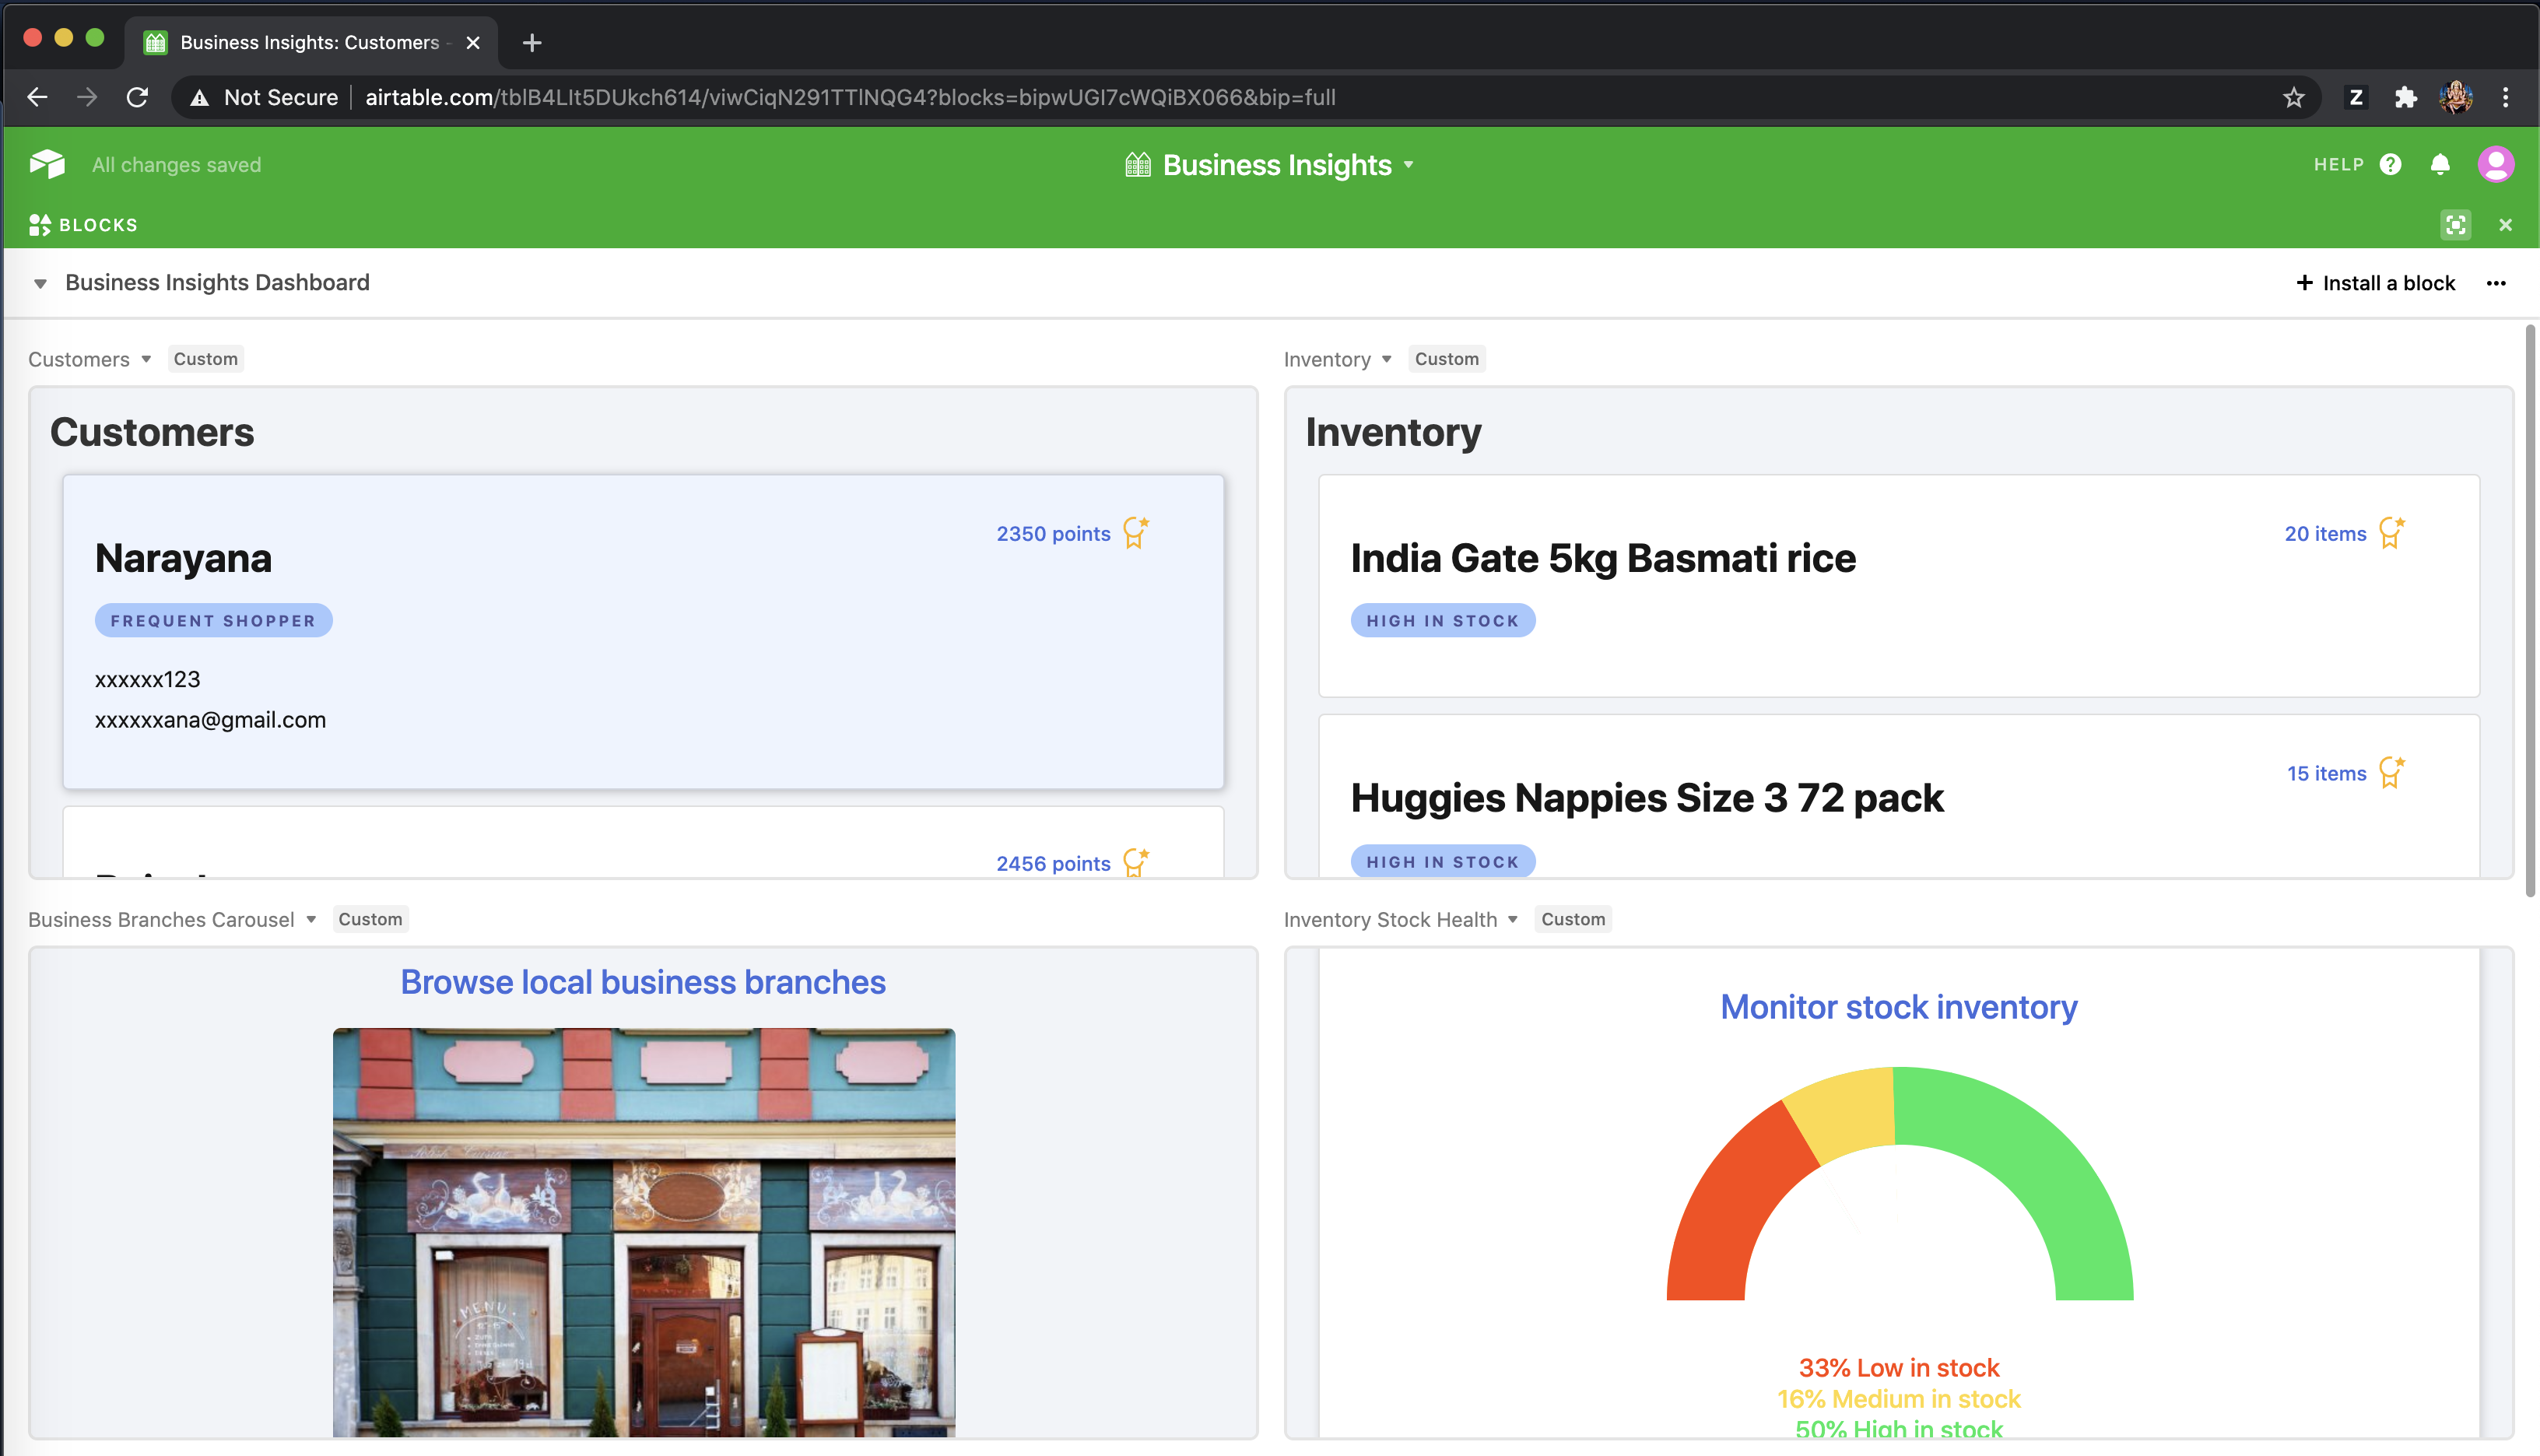 Business Insights: Customers -
Not Secure
airtable.com/tblB4LIt5DUkch614/viwCiqN291TTlNQG4?blocks=bipwUGI7cWQiBX066&bip=full
Z
All changes saved
Business Insights
HELP
BLOCKS
Business Insights Dashboard
+ Install a block
Customers
Custom
Customers
2350 points
Narayana
FREQUENT SHOPPER
xxxxxx123
xxxxxxana@gmail.com
2456 points
Inventory
Custom
Inventory
20 items
India Gate 5kg Basmati rice
HIGH IN STOCK
15 items
Huggies Nappies Size 3 72 pack
HIGH IN STOCK
Business Branches Carousel
Custom
Browse local business branches
MENU
Inventory Stock Health
Custom
Monitor stock inventory
33% Low in stock
16% Medium in stock
50% High in stock